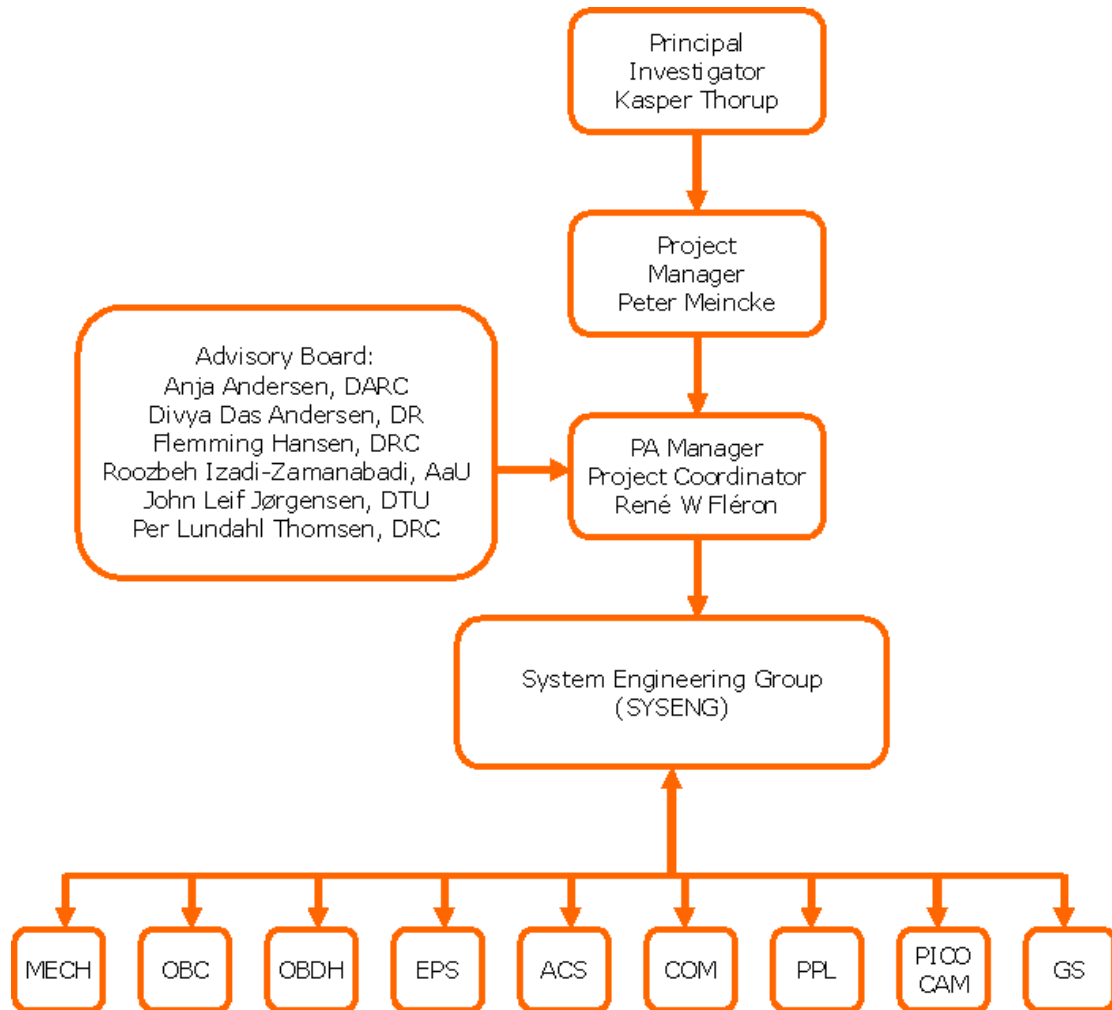 Principal
Investigator
Kasper Thorup
Project
Manager
Peter Meincke
Advisory Board:
Anja Andersen, DARC
Divya Das Andersen, DR
Flemming Hansen, DRC
Roozbeh Izadi-Zamanabadi, AaU
John Leif Jørgensen, DTU
Per Lundahl Thomsen, DRC
PA Manager
Project Coordinator
René W Fléron
System Engineering Group
(SYSENG)
MECH
OBC
OBDH
EPS
ACS
COM
PPL
PICO
CAM
GS